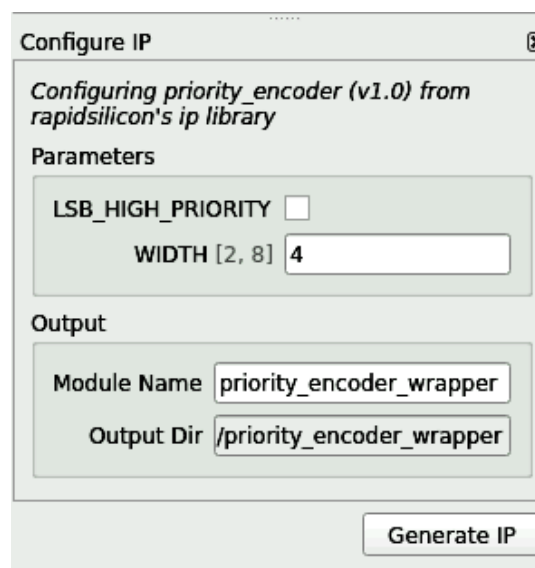 Configure IP
Configuring priority_encoder (v1.0) from
rapidsilicon's ip library
Parameters
LSB_HIGH_PRIORITY
WIDTH [2, 8] 4
Output
Module Name priority_encoder_wrapper
Output Dir /priority_encoder_wrapper
Generate IP